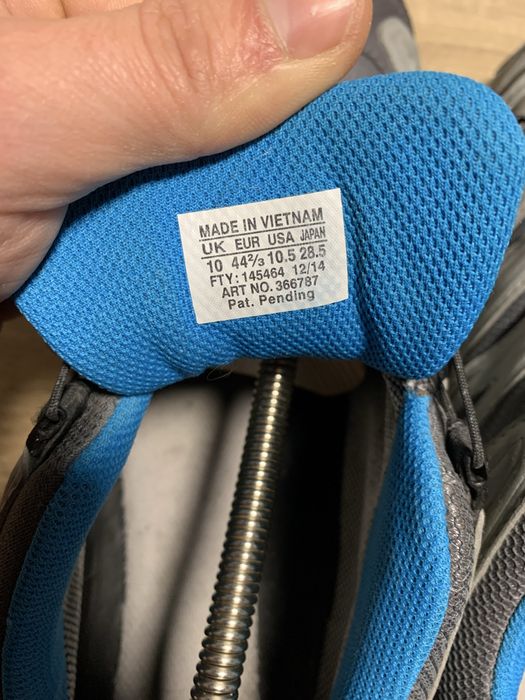 MADE IN VIETNAM
UK EUR USA JAPAN
10 44⅔ 10.5 28.5
FTY: 145464 12/14
ART NO. 366787
Pat. Pending